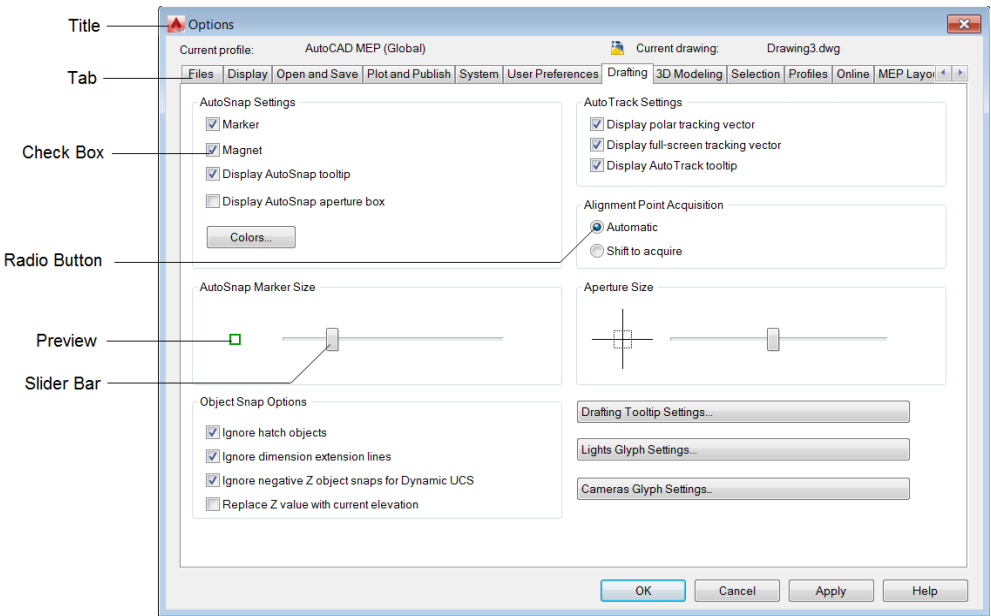 Title
Options
Current profile: AutoCAD MEP (Global) Current drawing: Drawing3.dwg
Tab
Files Display Open and Save Plot and Publish System User Preferences Drafting 3D Modeling Selection Profiles Online MEP Layou
AutoSnap Settings
Marker
Check Box
Magnet
Display AutoSnap tooltip
Display AutoSnap aperture box
Colors...
AutoTrack Settings
Display polar tracking vector
Display full-screen tracking vector
Display AutoTrack tooltip
Alignment Point Acquisition
Radio Button
Automatic
Shift to acquire
AutoSnap Marker Size
Preview
Slider Bar
Aperture Size
Object Snap Options
Ignore hatch objects
Ignore dimension extension lines
Ignore negative Z object snaps for Dynamic UCS
Replace Z value with current elevation
Drafting Tooltip Settings...
Lights Glyph Settings...
Cameras Glyph Settings..
OK Cancel Apply Help